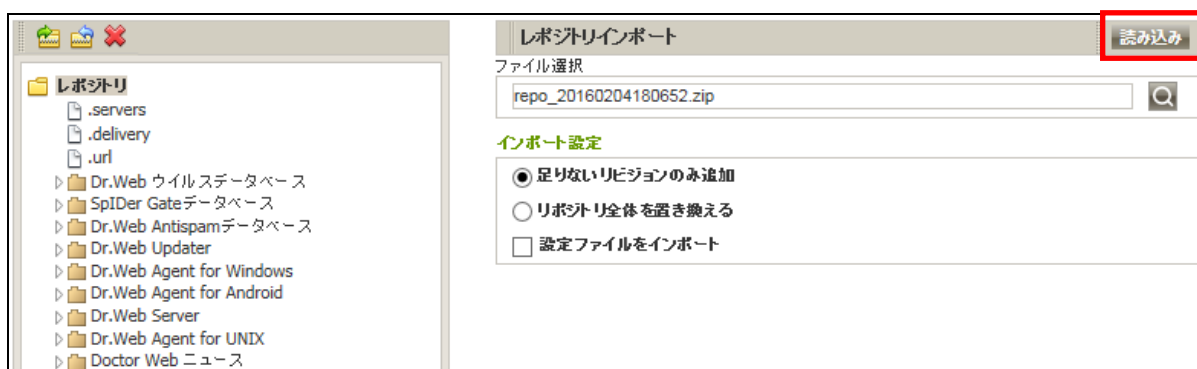 レポジトリ
.servers
.delivery
.url
Dr.Web ウイルスデータベース
SpIDer Gateデータベース
Dr.Web Antispamデータベース
Dr.Web Updater
Dr.Web Agent for Windows
Dr.Web Agent for Android
Dr.Web Server
Dr.Web Agent for UNIX
Doctor Web ニュース
レポジトリインポート
読み込み
ファイル選択
repo_20160204180652.zip
インポート設定
足りないリビジョンのみ追加
リポジトリ全体を置き換える
設定ファイルをインポート